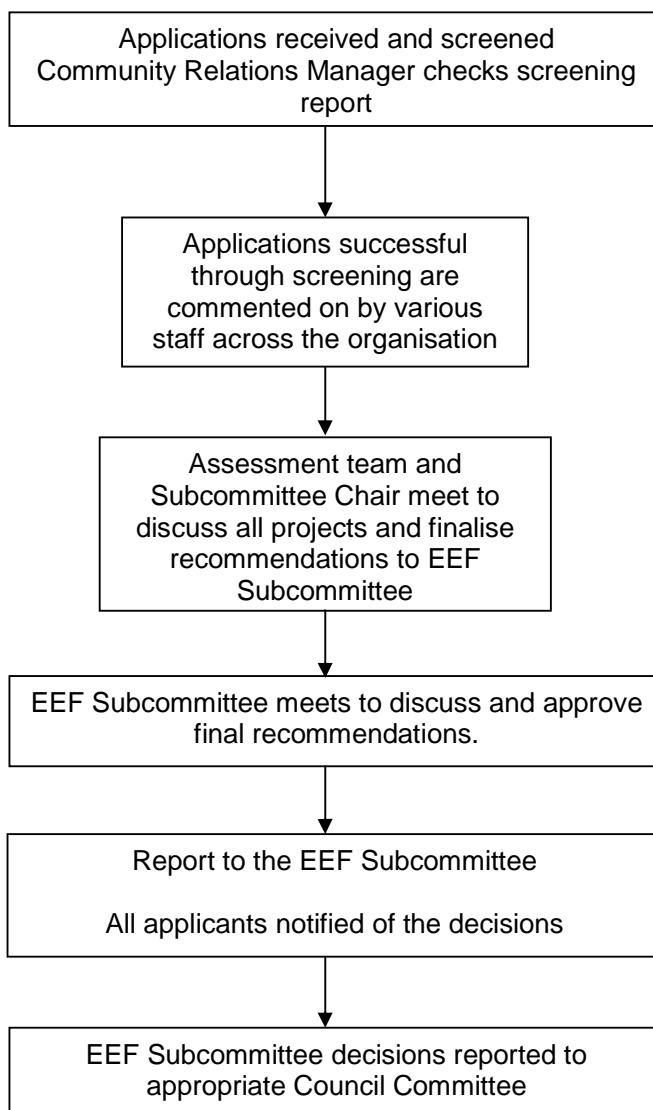 Applications received and screened
Community Relations Manager checks screening
report
Applications successful
through screening are
commented on by various
staff across the organisation
Assessment team and
Subcommittee Chair meet to
discuss all projects and finalise
recommendations to EEF
Subcommittee
EEF Subcommittee meets to discuss and approve
final recommendations.
Report to the EEF Subcommittee
All applicants notified of the decisions
EEF Subcommittee decisions reported to
appropriate Council Committee